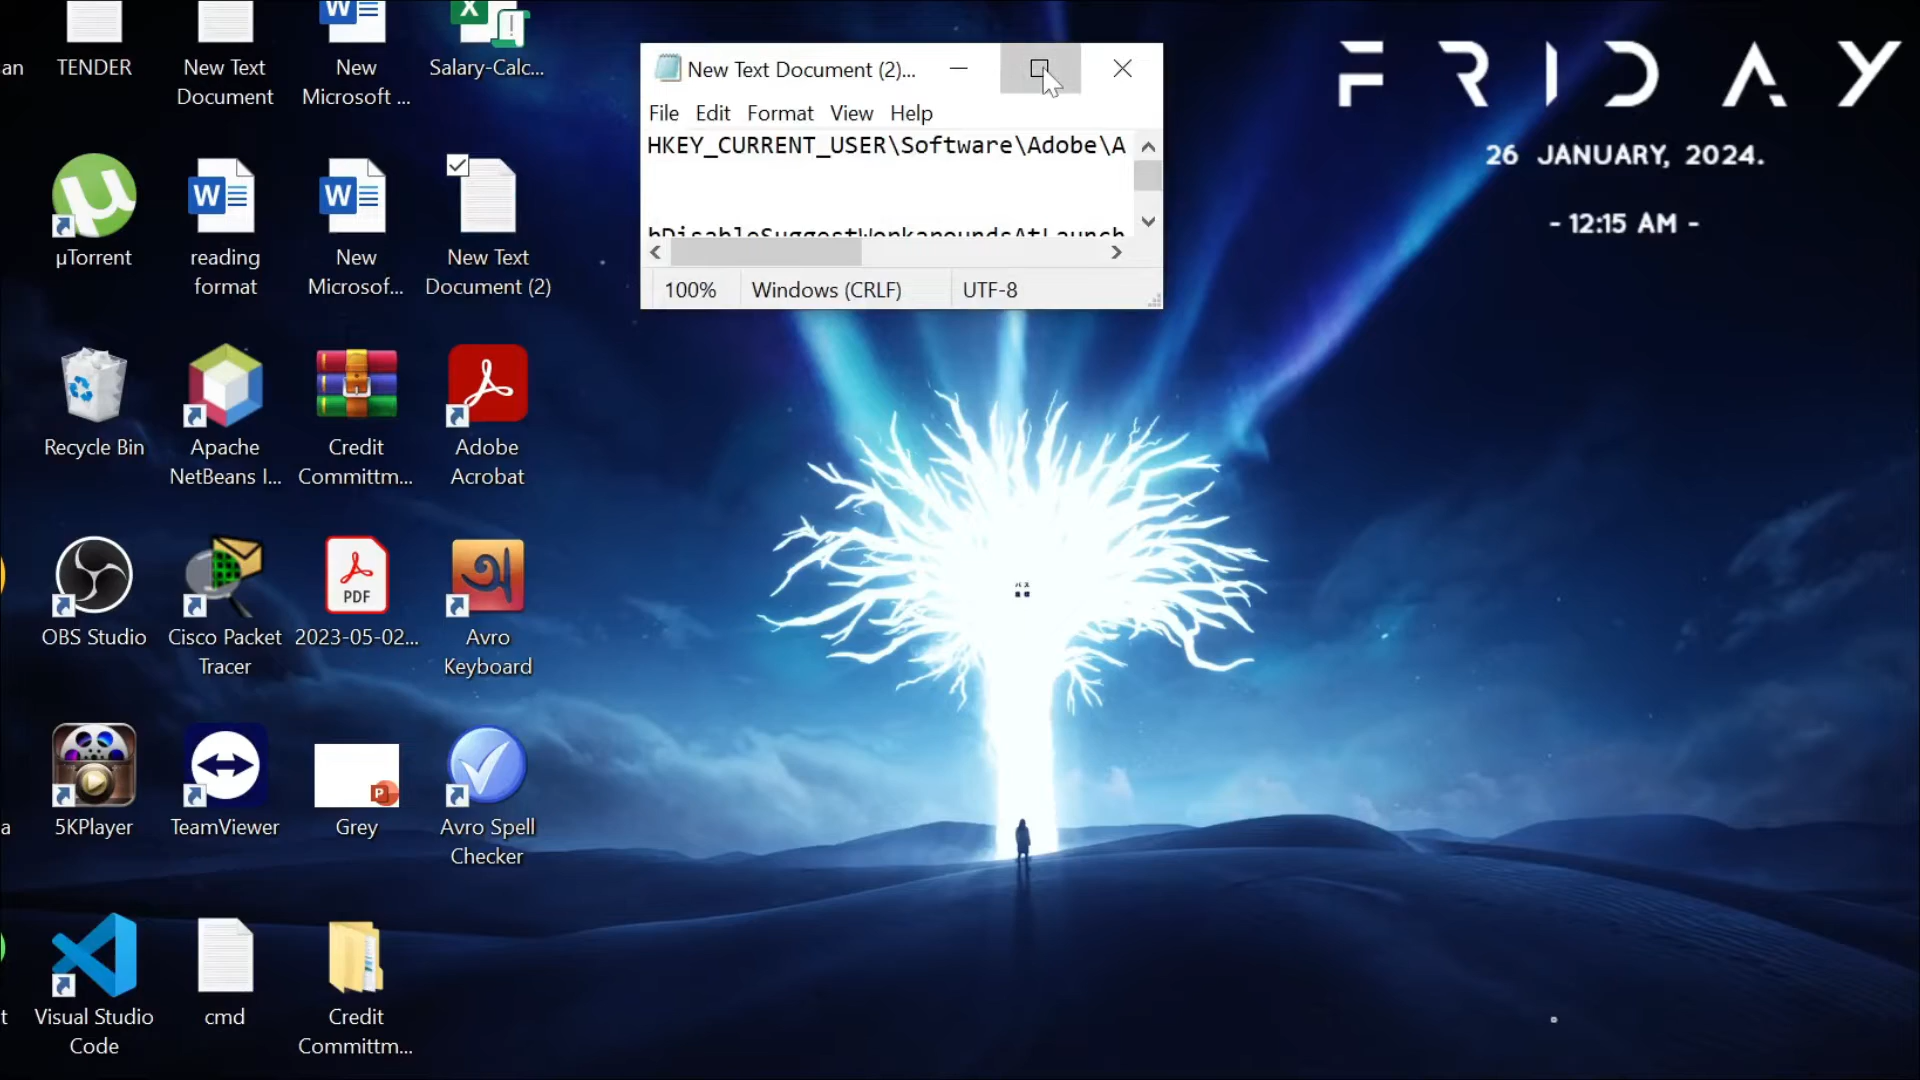 an
TENDER
New Text
Document
New
Microsoft ...
Salary-Calc...
µTorrent
reading
format
New
Microsof...
New Text
Document (2)
Recycle Bin
Apache
NetBeans I...
Credit
Committm...
Adobe
Acrobat
OBS Studio
Cisco Packet
Tracer
PDF
2023-05-02...
Avro
Keyboard
a
5KPlayer
TeamViewer
Grey
Avro Spell
Checker
t
Visual Studio
Code
cmd
Credit
Committm...
New Text Document (2)...
File Edit Format View Help
HKEY_CURRENT_USER\Software\Adobe\A
bDisableSuggestWorkaroundsAtLaunch
100% Windows (CRLF) UTF-8
FRIDAY
26 JANUARY, 2024.
- 12:15 AM -